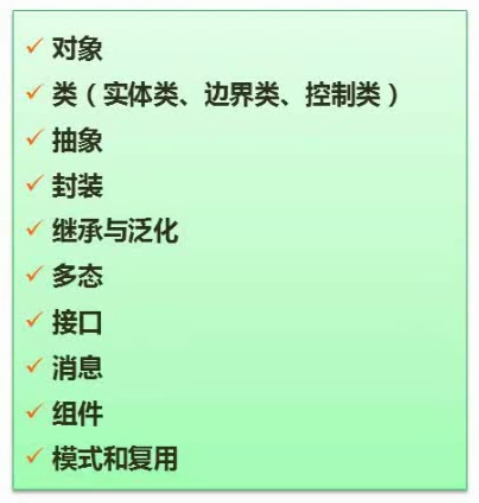 对象
类（实体类、边界类、控制类）
抽象
封装
继承与泛化
多态
接口
消息
组件
模式和复用